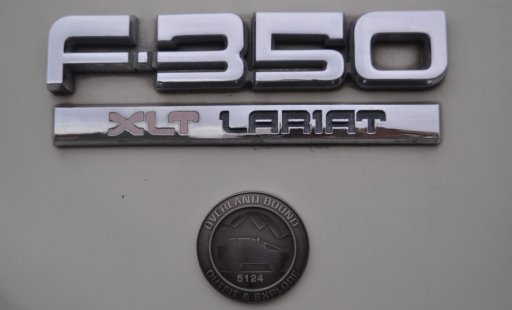 F-350
XLT LARIAT
OVERLAND BOUND
5124
OUTFIT & EXPLORE